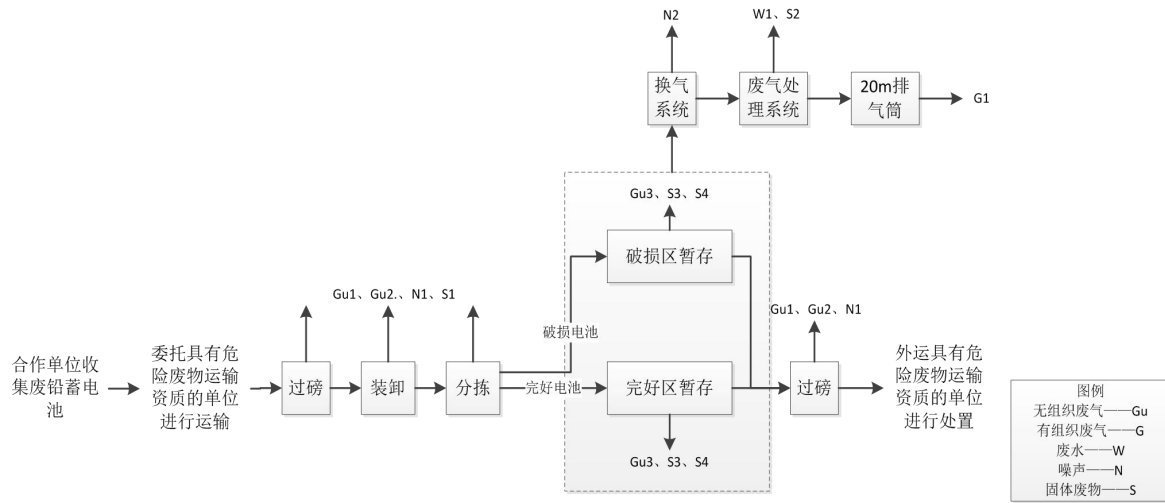 N2
W1、S2
换气
系统
废气处
理系统
20m排
气筒
G1
Gu3、S3、S4
破损区暂存
Gu1、Gu2.、N1、S1
破损电池
Gu1、Gu2、N1
合作单位收
集废铅蓄电
池
委托具有危
险废物运输
资质的单位
进行运输
过磅
装卸
分拣
完好电池
完好区暂存
过磅
外运具有危
险废物运输
资质的单位
进行处置
Gu3、S3、S4
图例
无组织废气——Gu
有组织废气——G
废水——W
噪声——N
固体废物——S